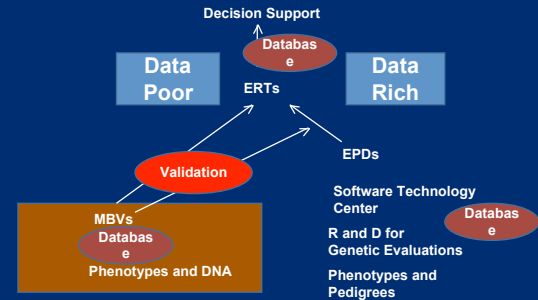 Decision Support
Databas
e
Data
Poor
Data
Rich
ERTs
EPDs
Validation
Software Technology
Center
Databas
e
R and D for
Genetic Evaluations
Phenotypes and
Pedigrees
MBVs
Databas
e
Phenotypes and DNA